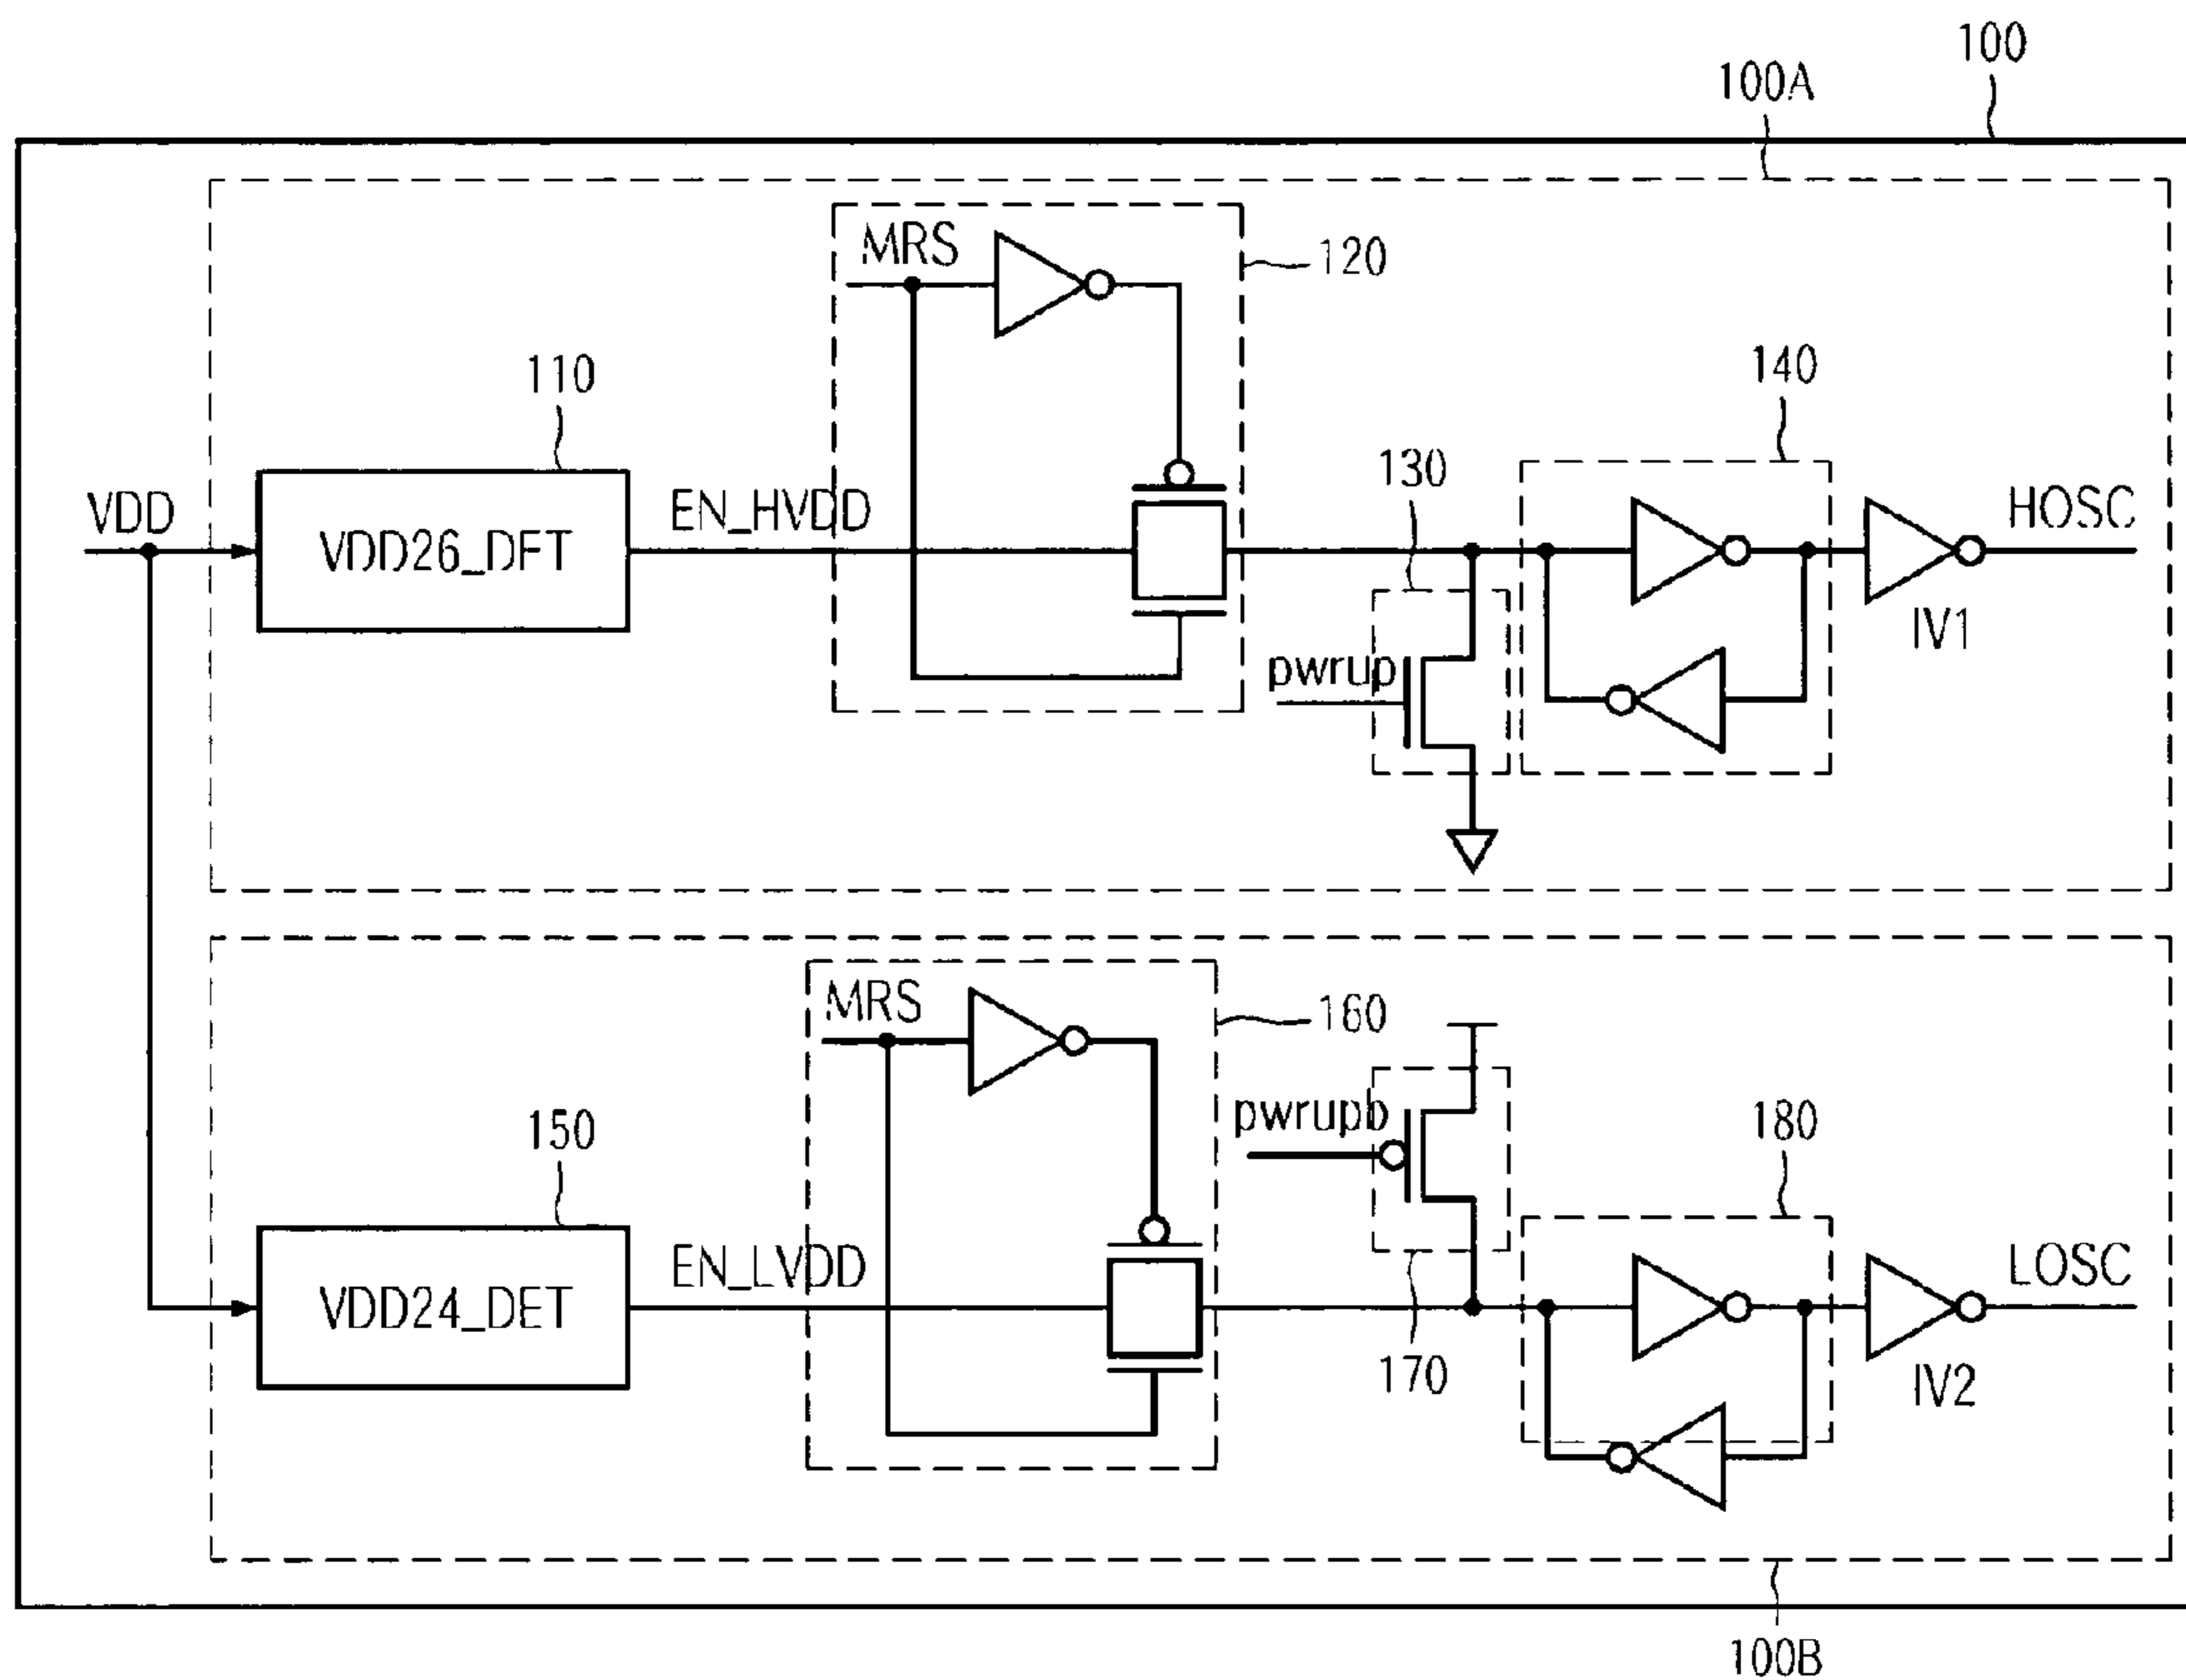 100
100A
MRS
120
110
140
130
VDD
VDD26_DFT
EN_HVDD
HOSC
pwrup
IV1
MRS
160
pwrupb
150
180
VDD24_DET
EN_LVDD
LOSC
170
IV2
100B